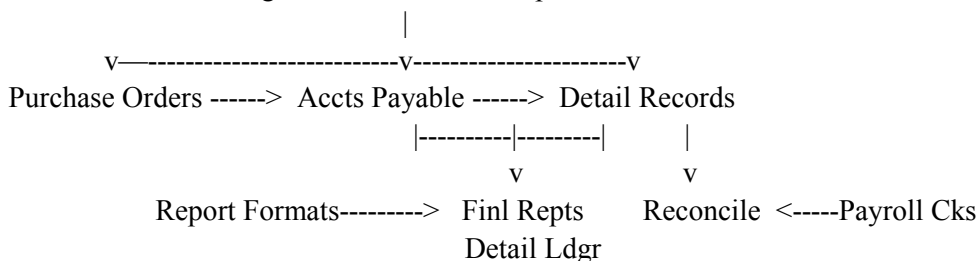 |
v—---------------------------v-----------------------v
Purchase Orders ------> Accts Payable ------> Detail Records
|----------|---------| |
v v
Report Formats---------> Finl Repts Reconcile <-----Payroll Cks
Detail Ldgr